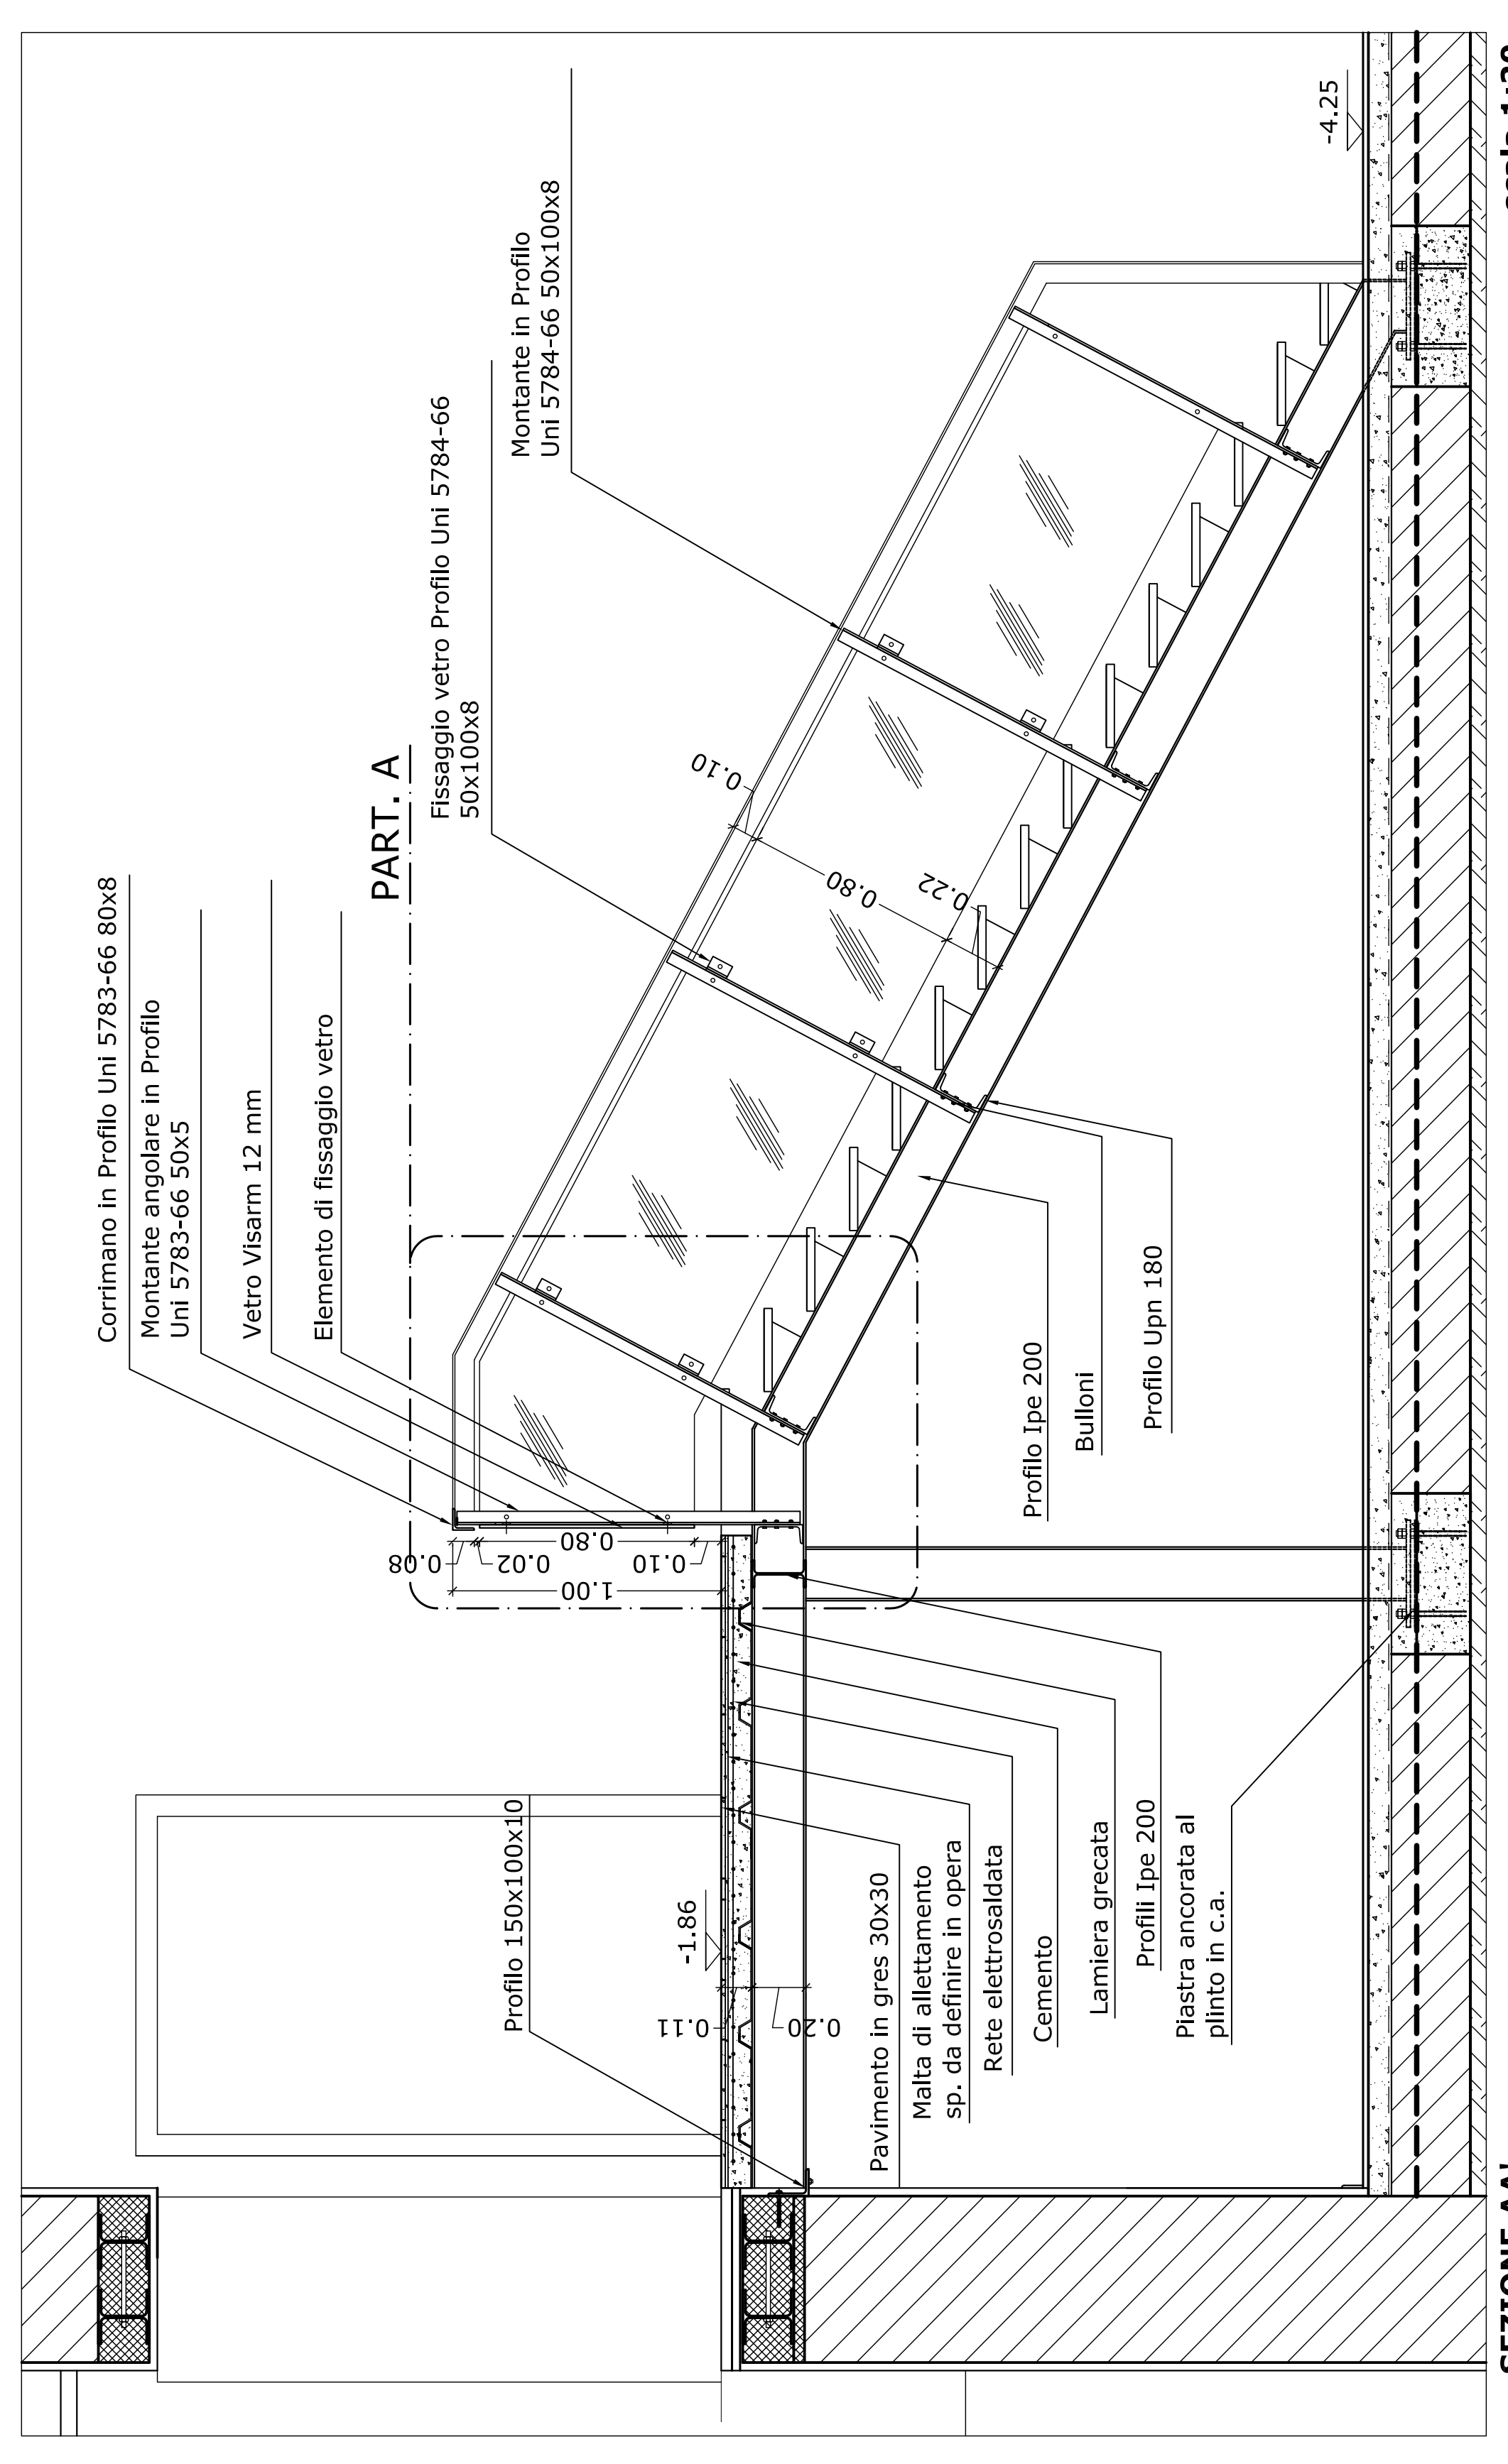 Corrimano in Profilo Uni 5783-66 80x8
Montante angolare in Profilo
Uni 5783-66 50x5
Vetro Visarm 12 mm
Elemento di fissaggio vetro
PART. A
Fissaggio vetro Profilo Uni 5784-66
50x100x8
Montante in Profilo
Uni 5784-66 50x100x8
0.10
0.80
0.22
0.08
0.02
0.80
0.10
1.00
-4.25
Profilo 150x100x10
-1.86
0.11
0.20
Pavimento in gres 30x30
Malta di allettamento
sp. da definire in opera
Rete elettrosaldata
Cemento
Lamiera grecata
Profili Ipe 200
Piastra ancorata al
plinto in c.a.
Profilo Ipe 200
Bulloni
Profilo Upn 180